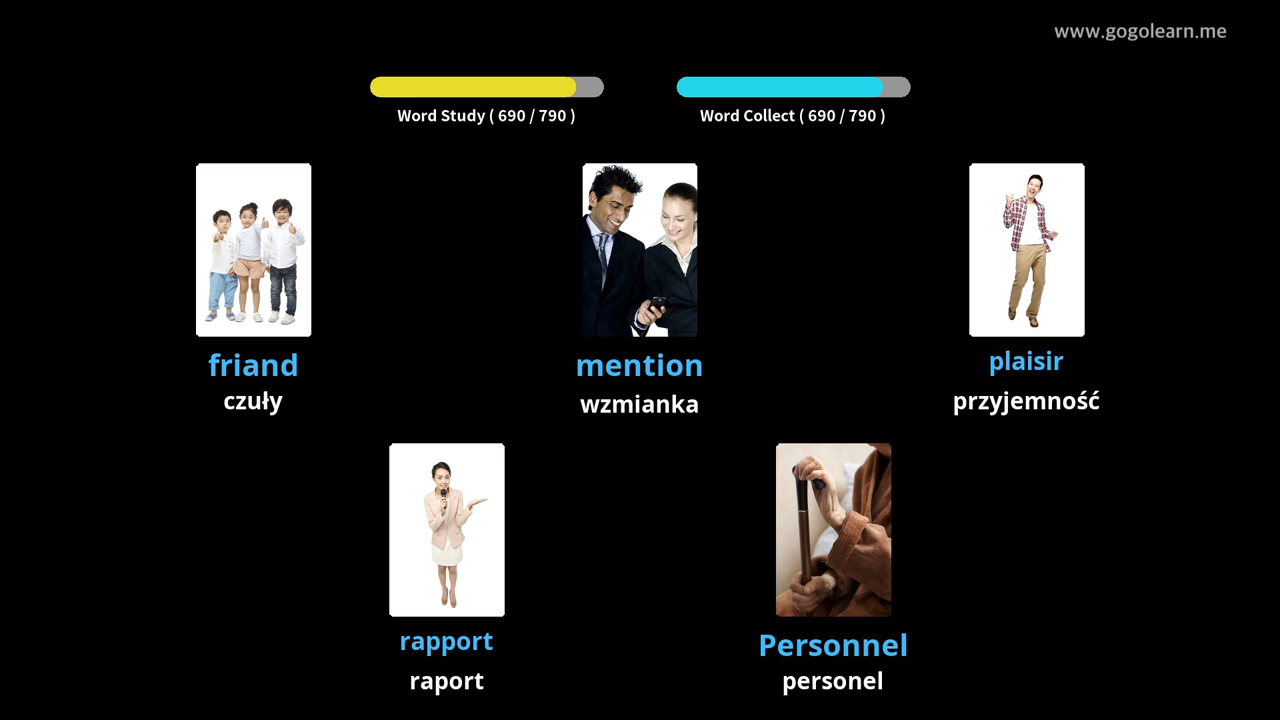 www.gogolearn.me
Word Study ( 690 / 790 )
Word Collect ( 690 / 790 )
friand
czuły
mention
wzmianka
plaisir
przyjemność
rapport
raport
Personnel
personel